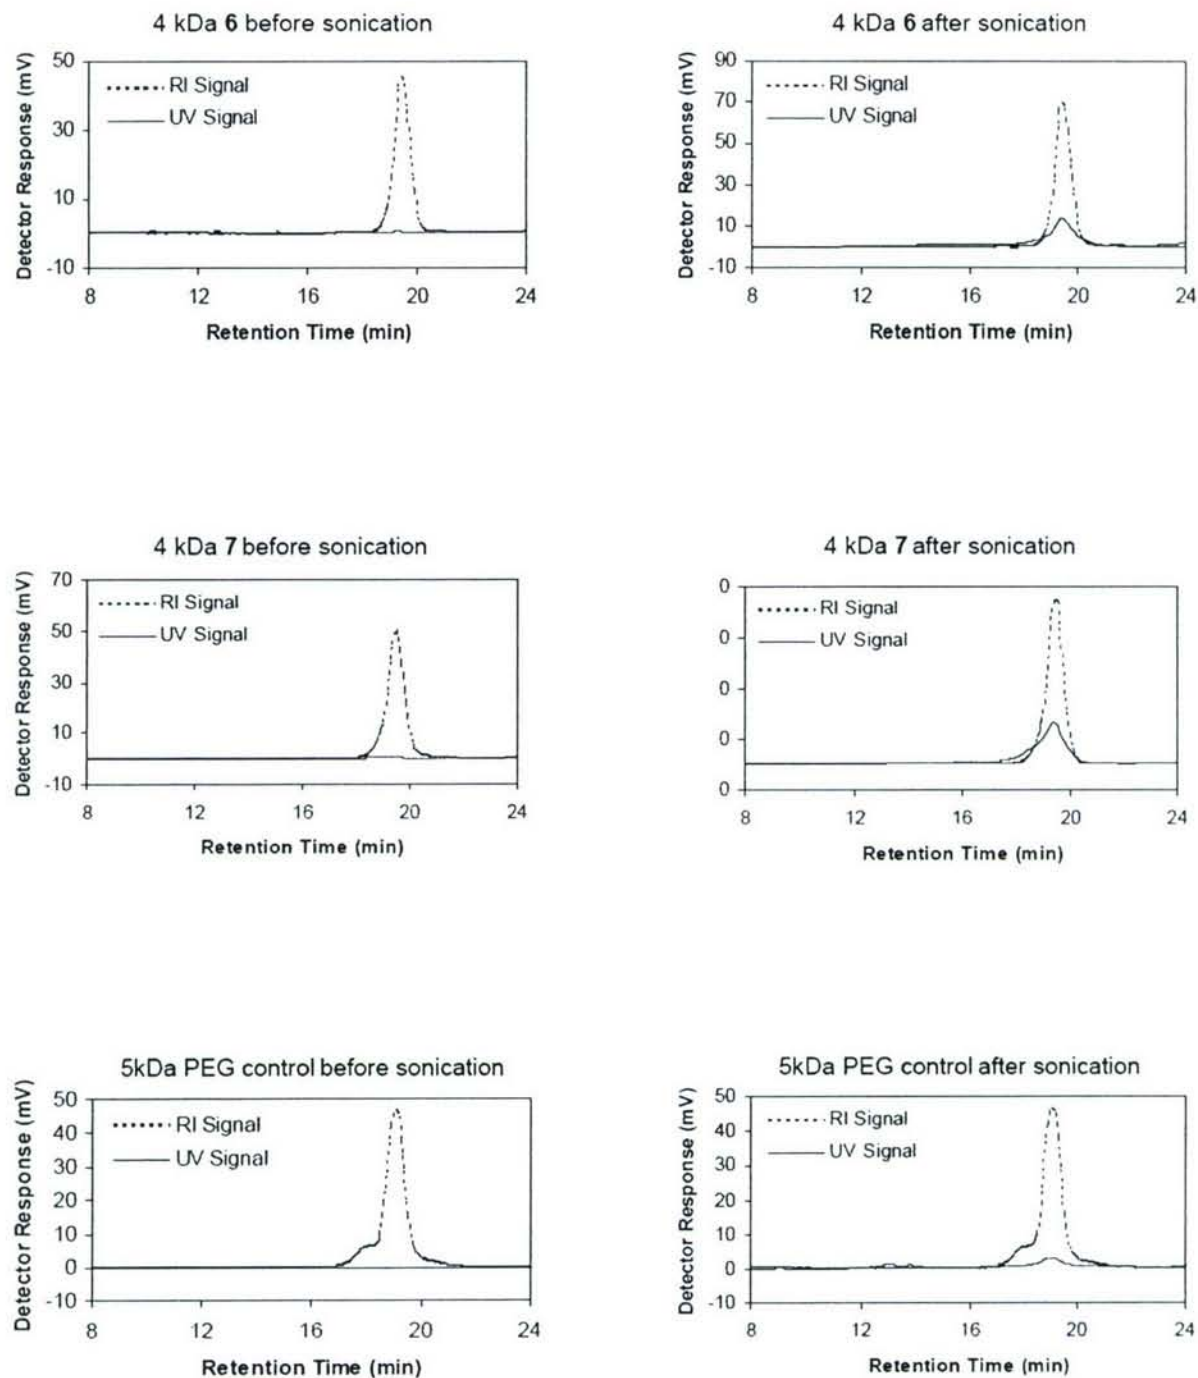 4 kDa 6 before sonication
Detector Response (mV)
50
30
10
-10
RI Signal
UV Signal
8 12 16 20 24
Retention Time (min)
4 kDa 6 after sonication
Detector Response (mV)
90
70
50
30
10
-10
RI Signal
UV Signal
8 12 16 20 24
Retention Time (min)
4 kDa 7 before sonication
Detector Response (mV)
70
50
30
10
-10
RI Signal
UV Signal
8 12 16 20 24
Retention Time (min)
4 kDa 7 after sonication
0
0
0
0
0
RI Signal
UV Signal
8 12 16 20 24
Retention Time (min)
5kDa PEG control before sonication
Detector Response (mV)
50
40
30
20
10
0
-10
RI Signal
UV Signal
8 12 16 20 24
Retention Time (min)
5kDa PEG control after sonication
Detector Response (mV)
50
40
30
20
10
0
-10
RI Signal
UV Signal
8 12 16 20 24
Retention Time (min)